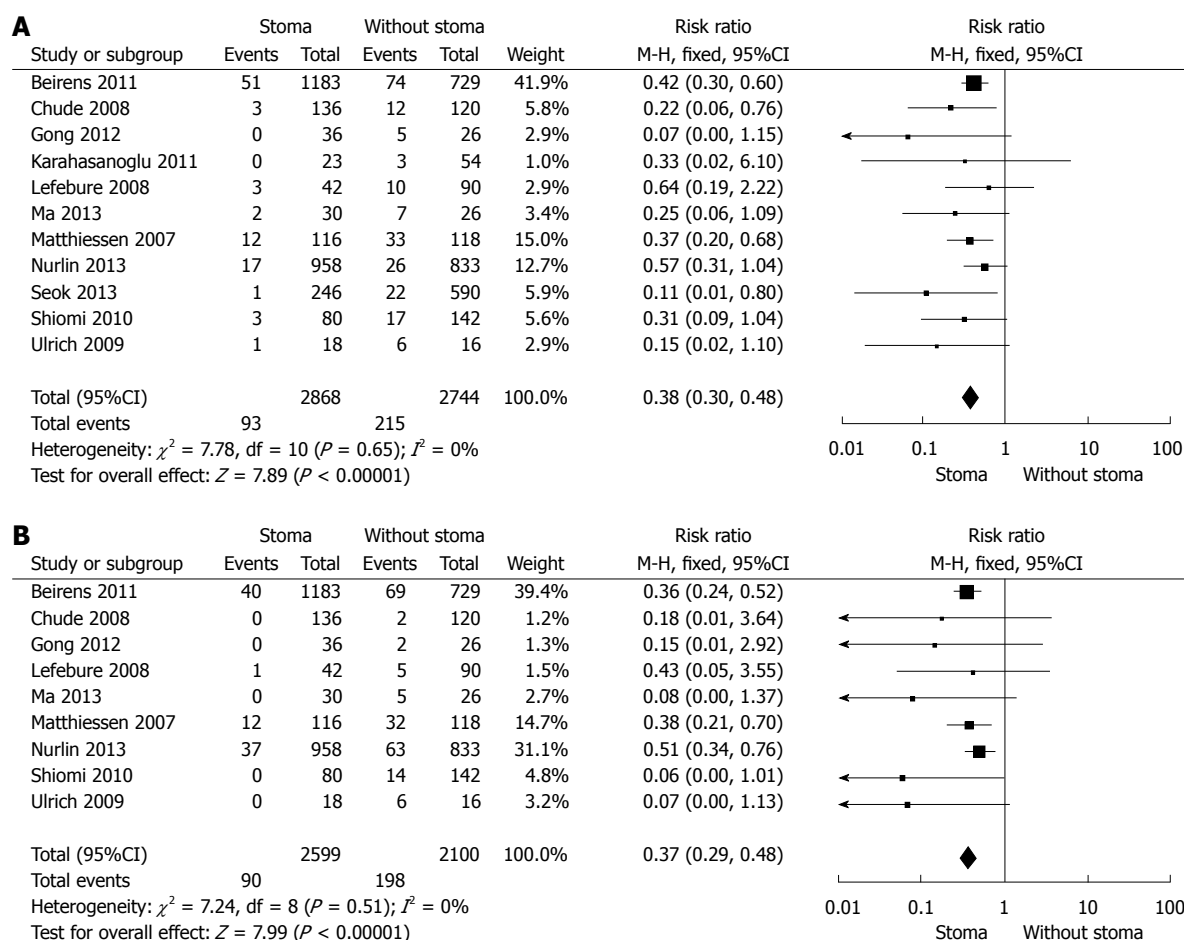 A
Stoma Without stoma Risk ratio Risk ratio
Study or subgroup Events Total Events Total Weight M-H, fixed, 95%CI M-H, fixed, 95%CI
Beirens 2011 51 1183 74 729 41.9% 0.42 (0.30, 0.60)
Chude 2008 3 136 12 120 5.8% 0.22 (0.06, 0.76)
Gong 2012 0 36 5 26 2.9% 0.07 (0.00, 1.15)
Karahasanoglu 2011 0 23 3 54 1.0% 0.33 (0.02, 6.10)
Lefebure 2008 3 42 10 90 2.9% 0.64 (0.19, 2.22)
Ma 2013 2 30 7 26 3.4% 0.25 (0.06, 1.09)
Matthiessen 2007 12 116 33 118 15.0% 0.37 (0.20, 0.68)
Nurlin 2013 17 958 26 833 12.7% 0.57 (0.31, 1.04)
Seok 2013 1 246 22 590 5.9% 0.11 (0.01, 0.80)
Shiomi 2010 3 80 17 142 5.6% 0.31 (0.09, 1.04)
Ulrich 2009 1 18 6 16 2.9% 0.15 (0.02, 1.10)
Total (95%CI) 2868 2744 100.0% 0.38 (0.30, 0.48)
Total events 93 215
Heterogeneity: χ² = 7.78, df = 10 (P = 0.65); I² = 0%
Test for overall effect: Z = 7.89 (P < 0.00001)
0.01 0.1 1 10 100
Stoma Without stoma
B
Stoma Without stoma Risk ratio Risk ratio
Study or subgroup Events Total Events Total Weight M-H, fixed, 95%CI M-H, fixed, 95%CI
Beirens 2011 40 1183 69 729 39.4% 0.36 (0.24, 0.52)
Chude 2008 0 136 2 120 1.2% 0.18 (0.01, 3.64)
Gong 2012 0 36 2 26 1.3% 0.15 (0.01, 2.92)
Lefebure 2008 1 42 5 90 1.5% 0.43 (0.05, 3.55)
Ma 2013 0 30 5 26 2.7% 0.08 (0.00, 1.37)
Matthiessen 2007 12 116 32 118 14.7% 0.38 (0.21, 0.70)
Nurlin 2013 37 958 63 833 31.1% 0.51 (0.34, 0.76)
Shiomi 2010 0 80 14 142 4.8% 0.06 (0.00, 1.01)
Ulrich 2009 0 18 6 16 3.2% 0.07 (0.00, 1.13)
Total (95%CI) 2599 2100 100.0% 0.37 (0.29, 0.48)
Total events 90 198
Heterogeneity: χ² = 7.24, df = 8 (P = 0.51); I² = 0%
Test for overall effect: Z = 7.99 (P < 0.00001)
0.01 0.1 1 10 100
Stoma Without stoma